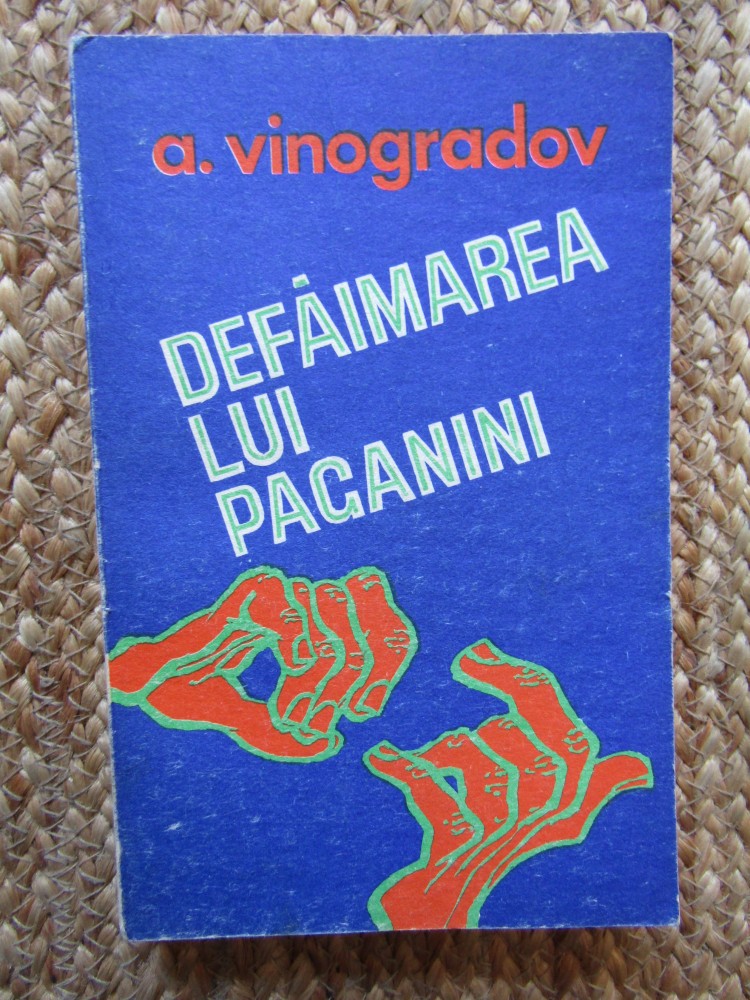 a. vinogradov
DEFĂIMAREA
LUI
PAGANINI